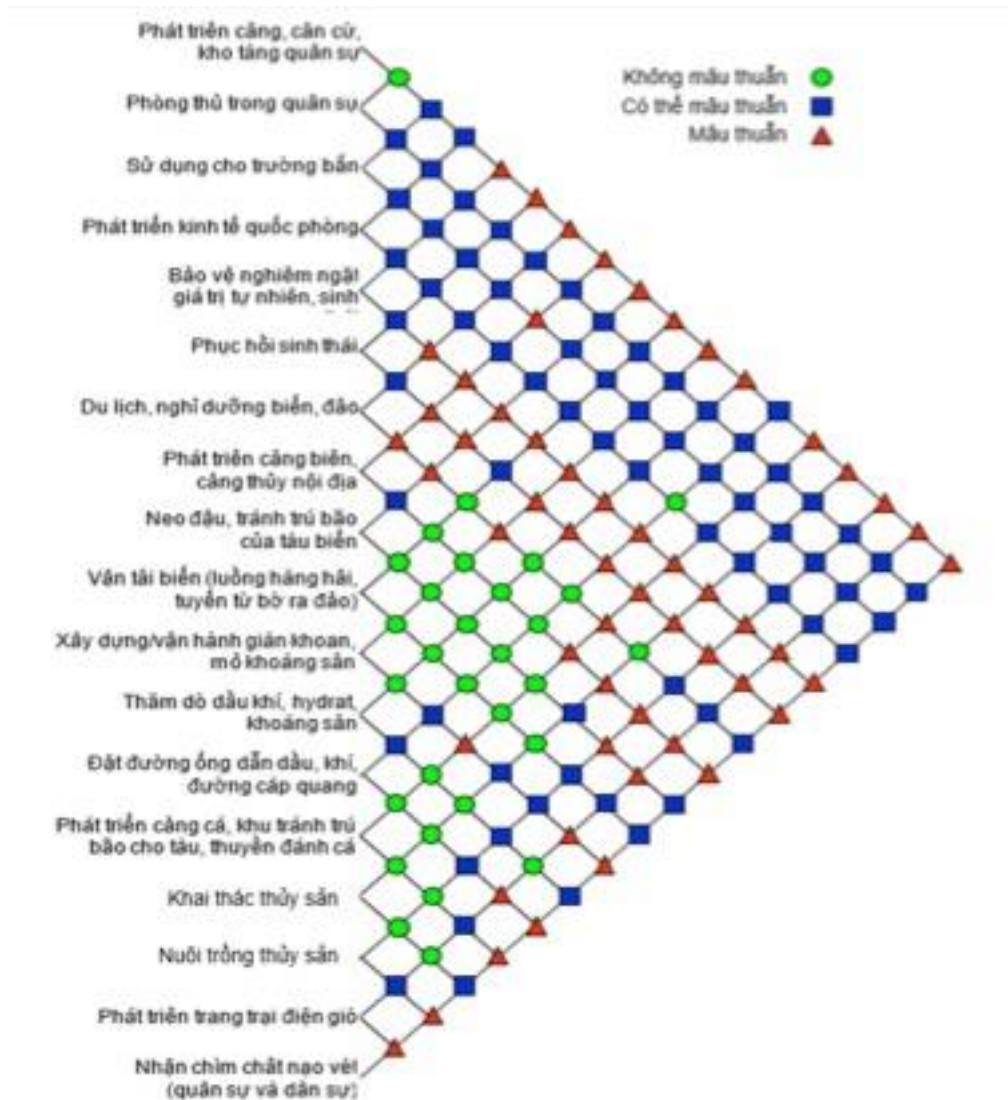 Phát triển cảng, căn cứ,
kho tàng quân sự
Không mâu thuẫn
Có thể mâu thuẫn
Mâu thuẫn
Phòng thủ trong quân sự
Sử dụng cho trường bắn
Phát triển kinh tế quốc phòng
Bảo vệ nghiêm ngặt
giá trị tự nhiên, sinh
Phục hồi sinh thái
Du lịch, nghỉ dưỡng biển, đảo
Phát triển cảng biển,
cảng thủy nội địa
Neo đậu, tránh trú bão
của tàu biển
Vận tải biển (luồng hàng hải,
tuyến từ bờ ra đảo)
Xây dựng/vận hành giàn khoan,
mỏ khoáng sản
Thăm dò dầu khí, hydrat,
khoáng sản
Đặt đường ống dẫn dầu, khí,
đường cáp quang
Phát triển cảng cá, khu tránh trú
bão cho tàu, thuyền đánh cá
Khai thác thủy sản
Nuôi trồng thủy sản
Phát triển trang trại điện gió
Nhận chìm chất nạo vét
(quân sự và dân sự)